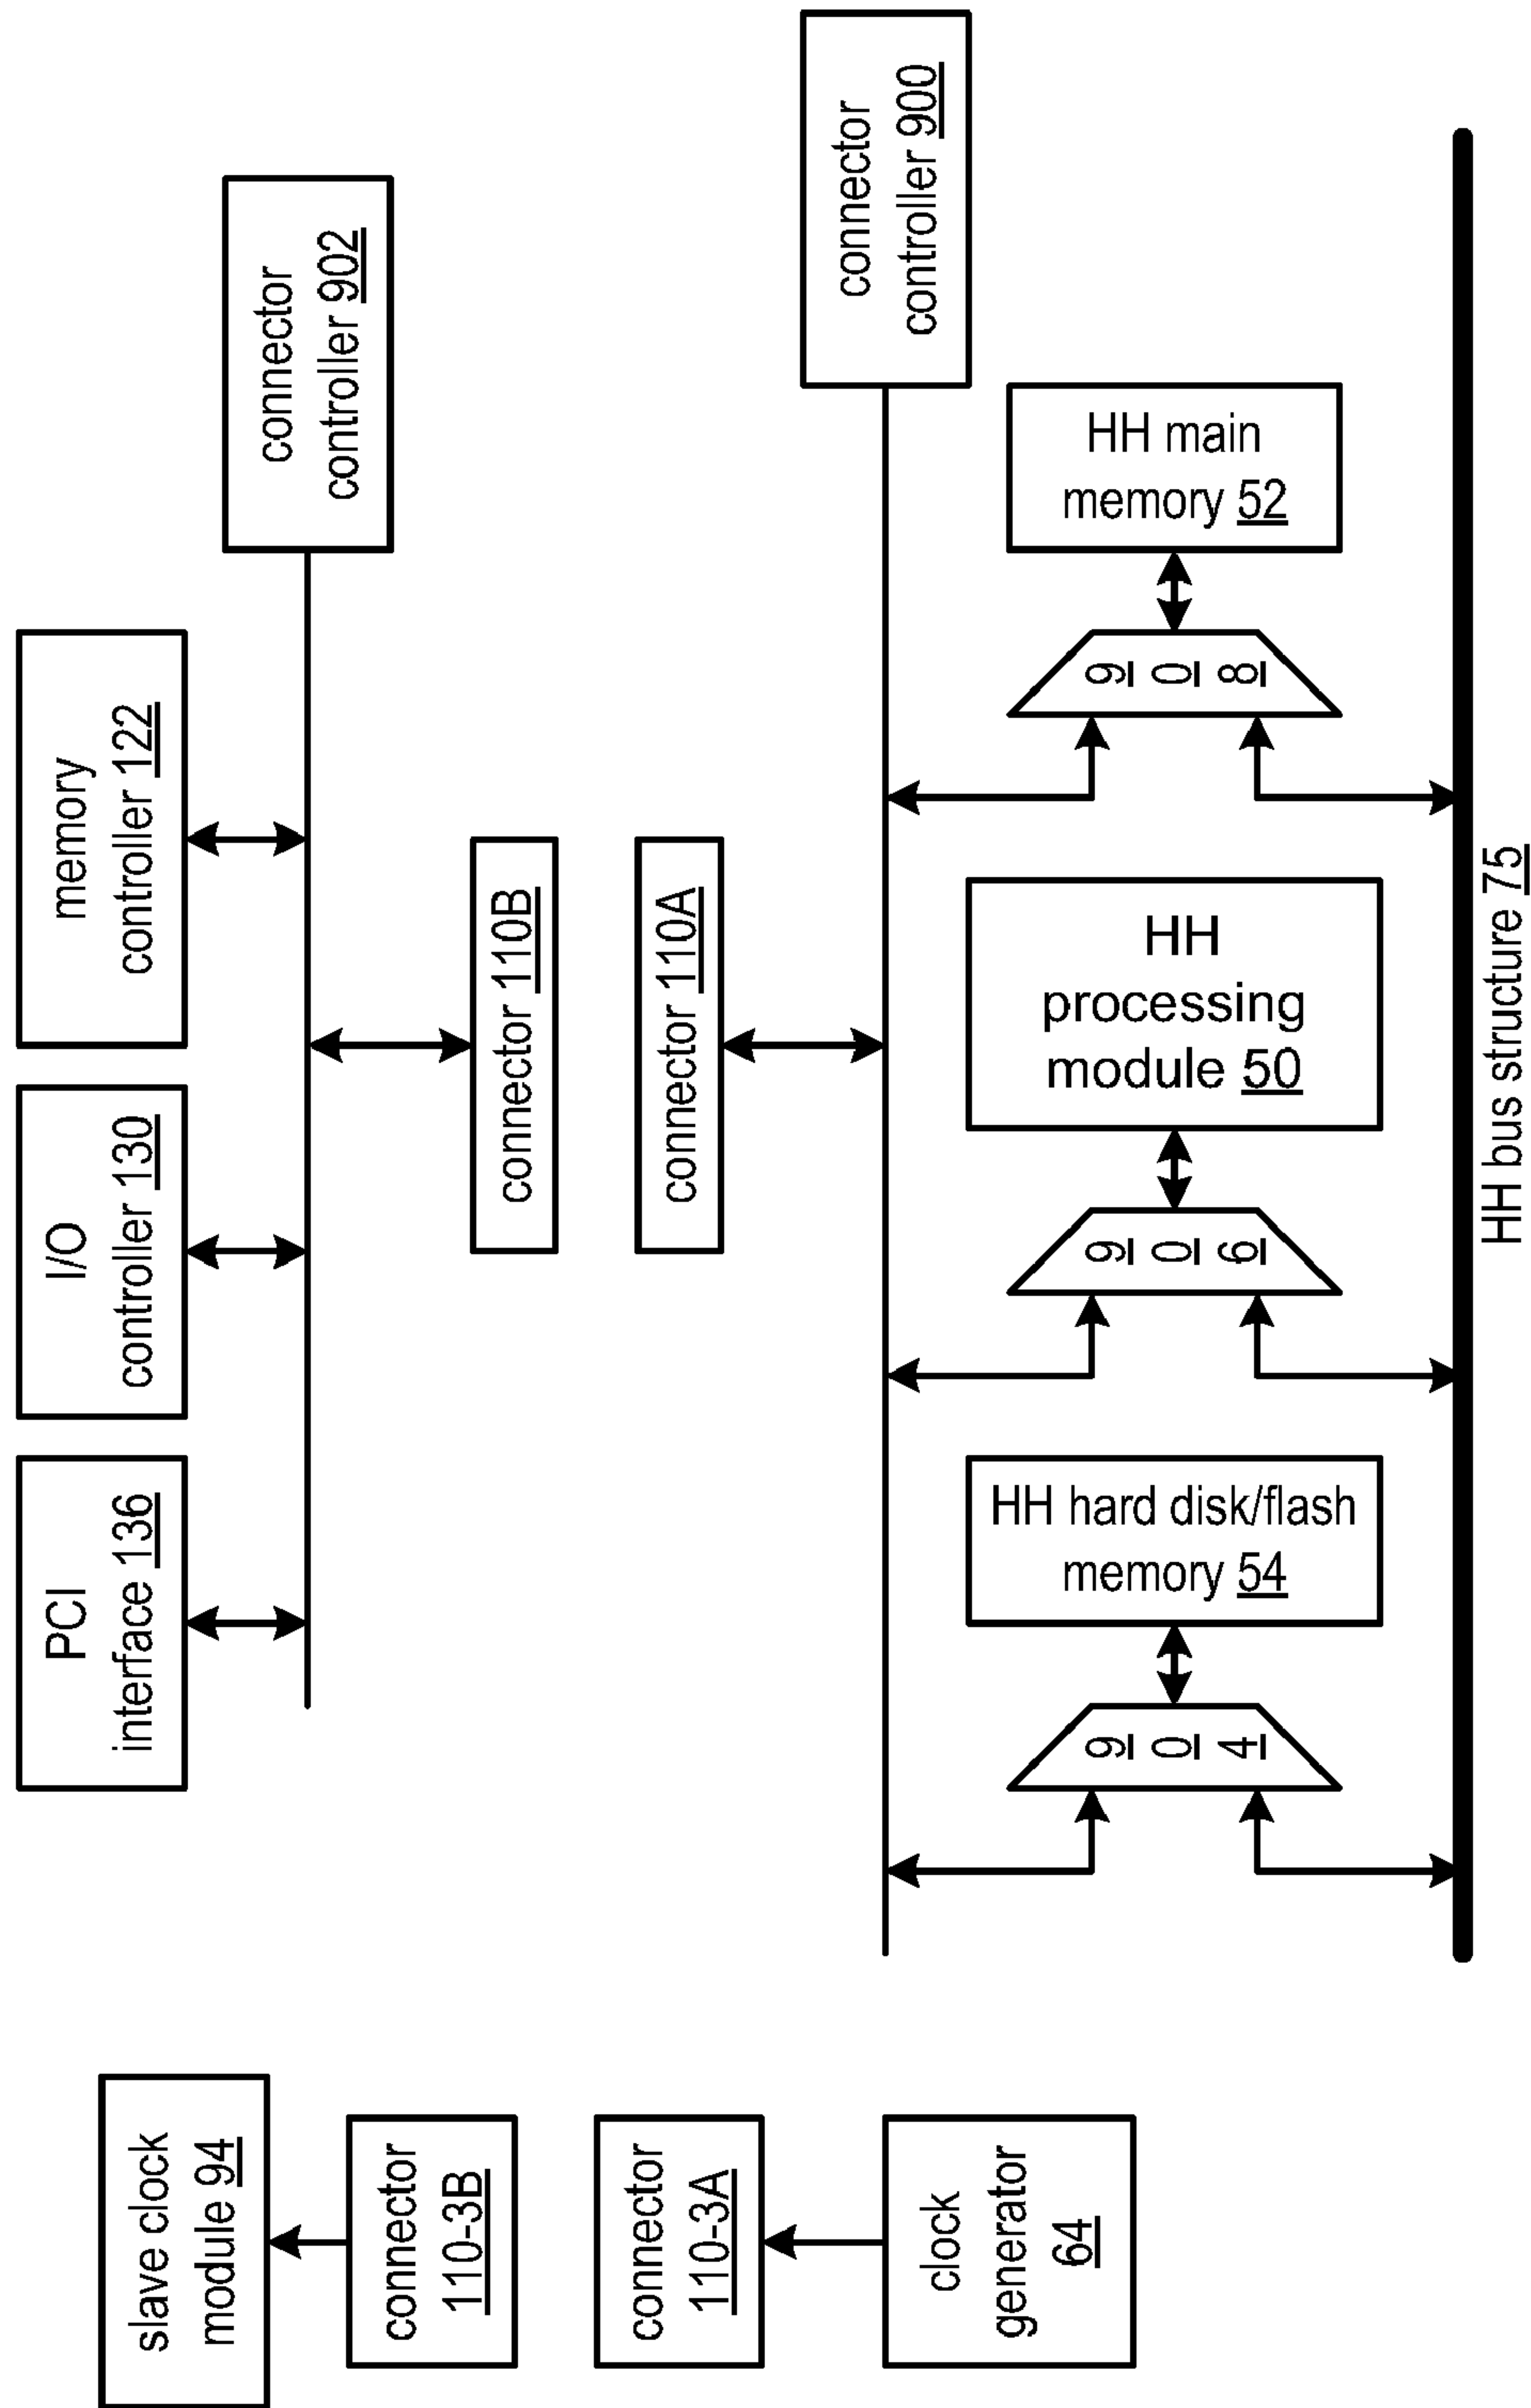 slave clock
module 94
connector
110-3B
connector
110-3A
clock
generator
64
PCI
interface 136
I/O
controller 130
memory
controller 122
connector
controller 902
connector 110B
connector 110A
connector
controller 900
HH hard disk/flash
memory 54
904
HH
processing
module 50
906
HH main
memory 52
908
HH bus structure 75